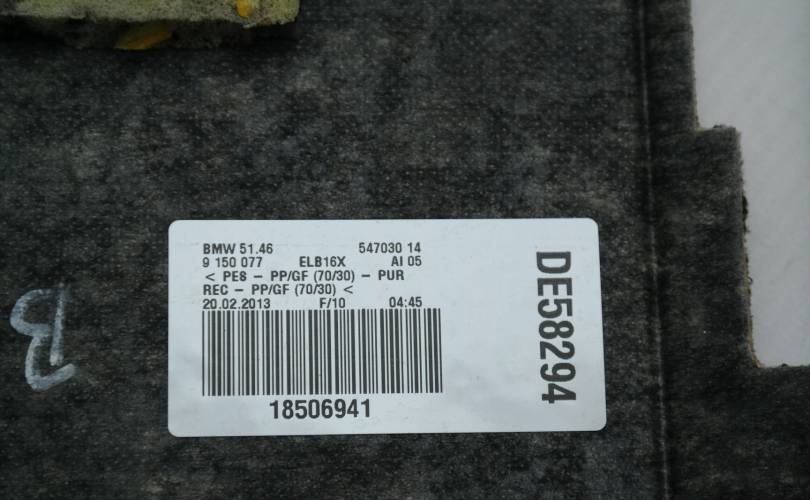 BMW 51.46 547030 14
9 150 077 ELB16X AI 05
< PES - PP/GF (70/30) - PUR
REC - PP/GF (70/30) <
20.02.2013 F/10 04:45
18506941
DE58294
B